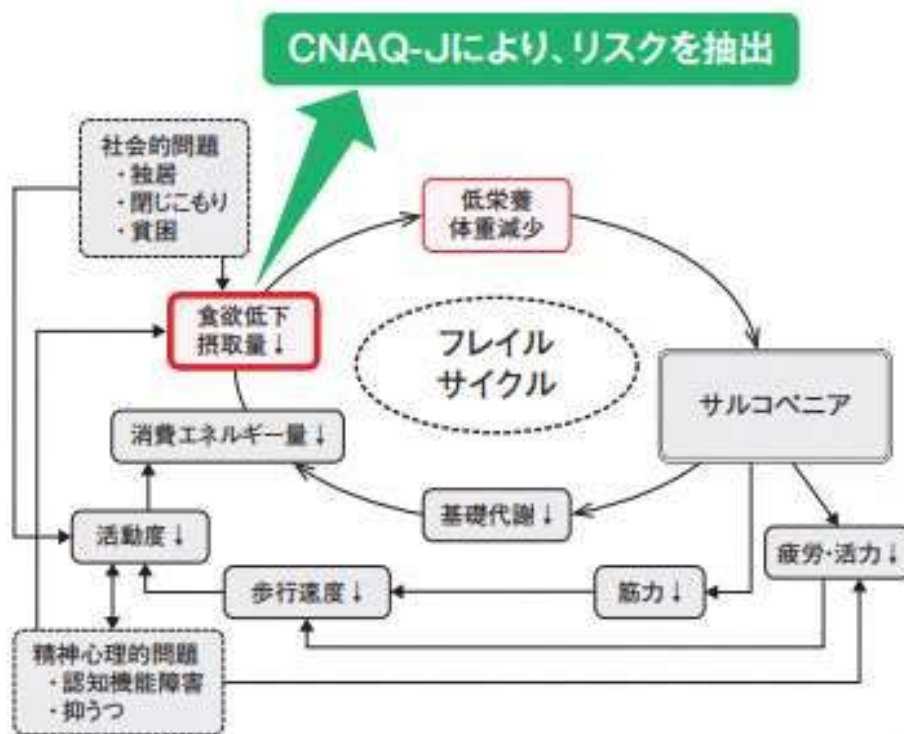 CNAQ-Jにより、リスクを抽出
社会的問題
・独居
・閉じこもり
・貧困
低栄養
体重減少
食欲低下
摂取量↓
フレイル
サイクル
サルコペニア
消費エネルギー量↓
基礎代謝↓
活動度↓
疲労・活力↓
歩行速度↓
筋力↓
精神心理的問題
・認知機能障害
・抑うつ